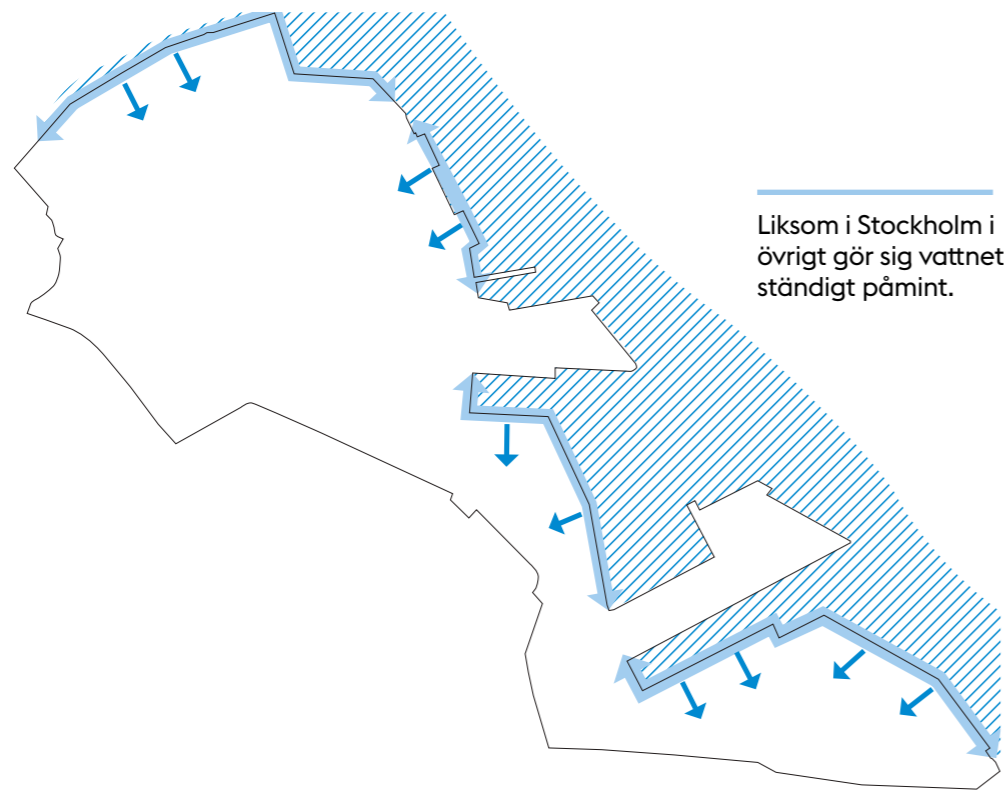 Liksom i Stockholm i
övrigt gör sig vattnet
ständigt påmint.